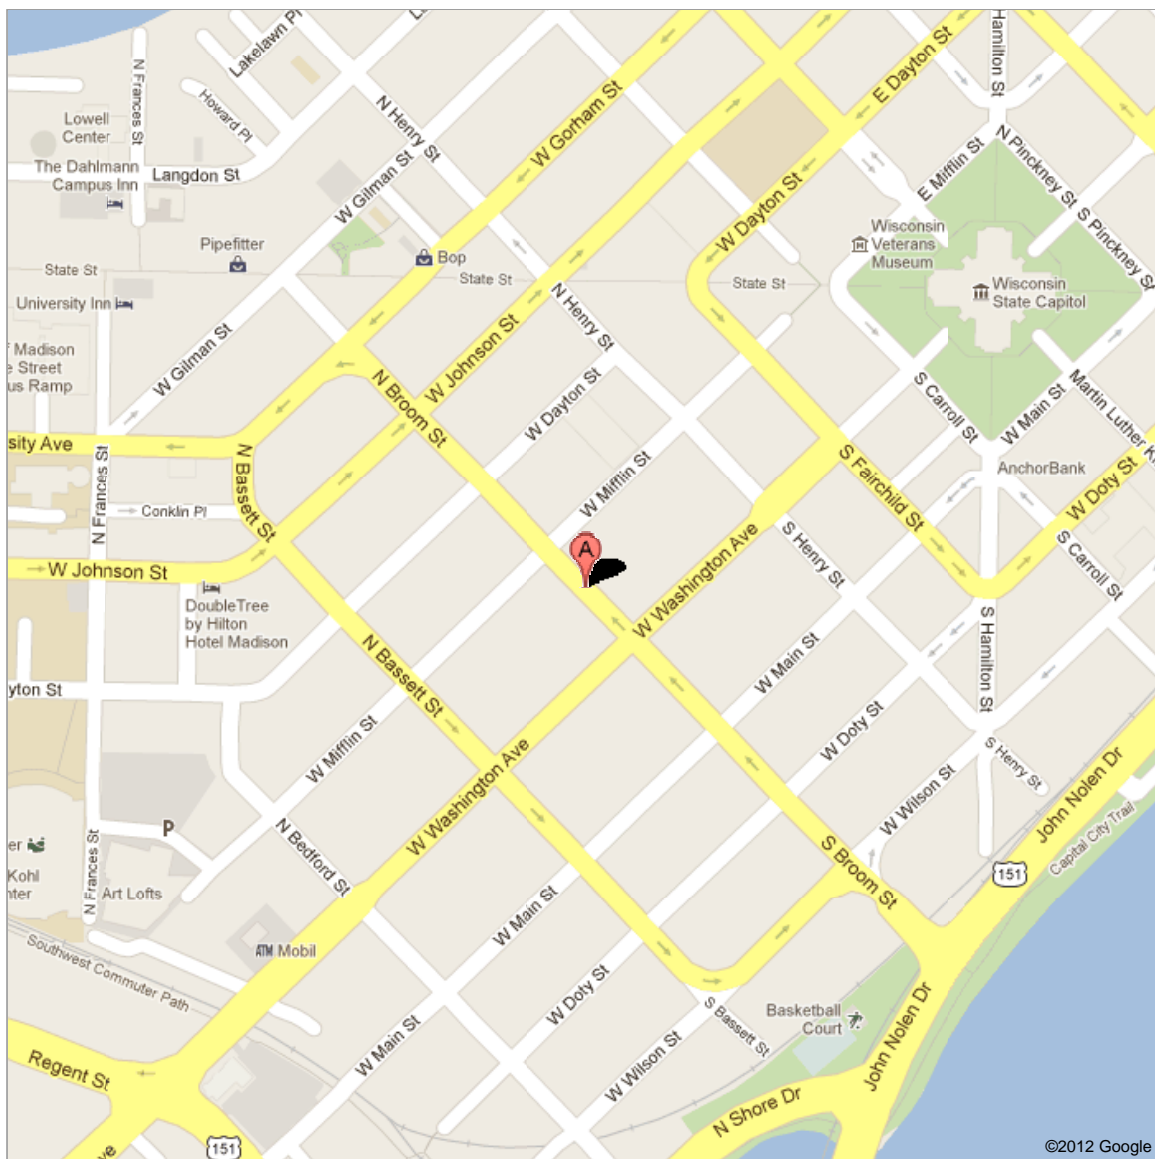 Lakelawn Pl
N Frances St
Howard Pl
Lowell
Center
The Dahlmann
Campus Inn
Langdon St
N Henry St
W Gorham St
E Dayton St
Hamilton St
W Gilman St
E Mifflin St
N Pinckney St
S Pinckney St
W Dayton St
Pipefitter
Bop
State St
State St
State St
Wisconsin
Veterans
Museum
Wisconsin
State Capitol
University Inn
N Henry St
W Johnson St
W Gilman St
f Madison
e Street
us Ramp
N Broom St
W Dayton St
S Carroll St
W Main St
Martin Luther K
sity Ave
N Bassett St
N Frances St
W Mifflin St
S Fairchild St
AnchorBank
W Doty St
Conklin Pl
A
W Johnson St
S Henry St
S Carroll St
W Washington Ave
DoubleTree
by Hilton
Hotel Madison
S Hamilton St
W Main St
yton St
N Bassett St
W Doty St
W Mifflin St
S Henry St
John Nolen Dr
W Washington Ave
W Wilson St
Capital City Trail
P
N Bedford St
S Broom St
151
er
Kohl
nter
N Frances St
Art Lofts
W Main St
ATM Mobil
Southwest Commuter Path
W Doty St
S Bassett St
Basketball
Court
John Nolen Dr
W Main St
W Wilson St
Regent St
N Shore Dr
151
ve
©2012 Google